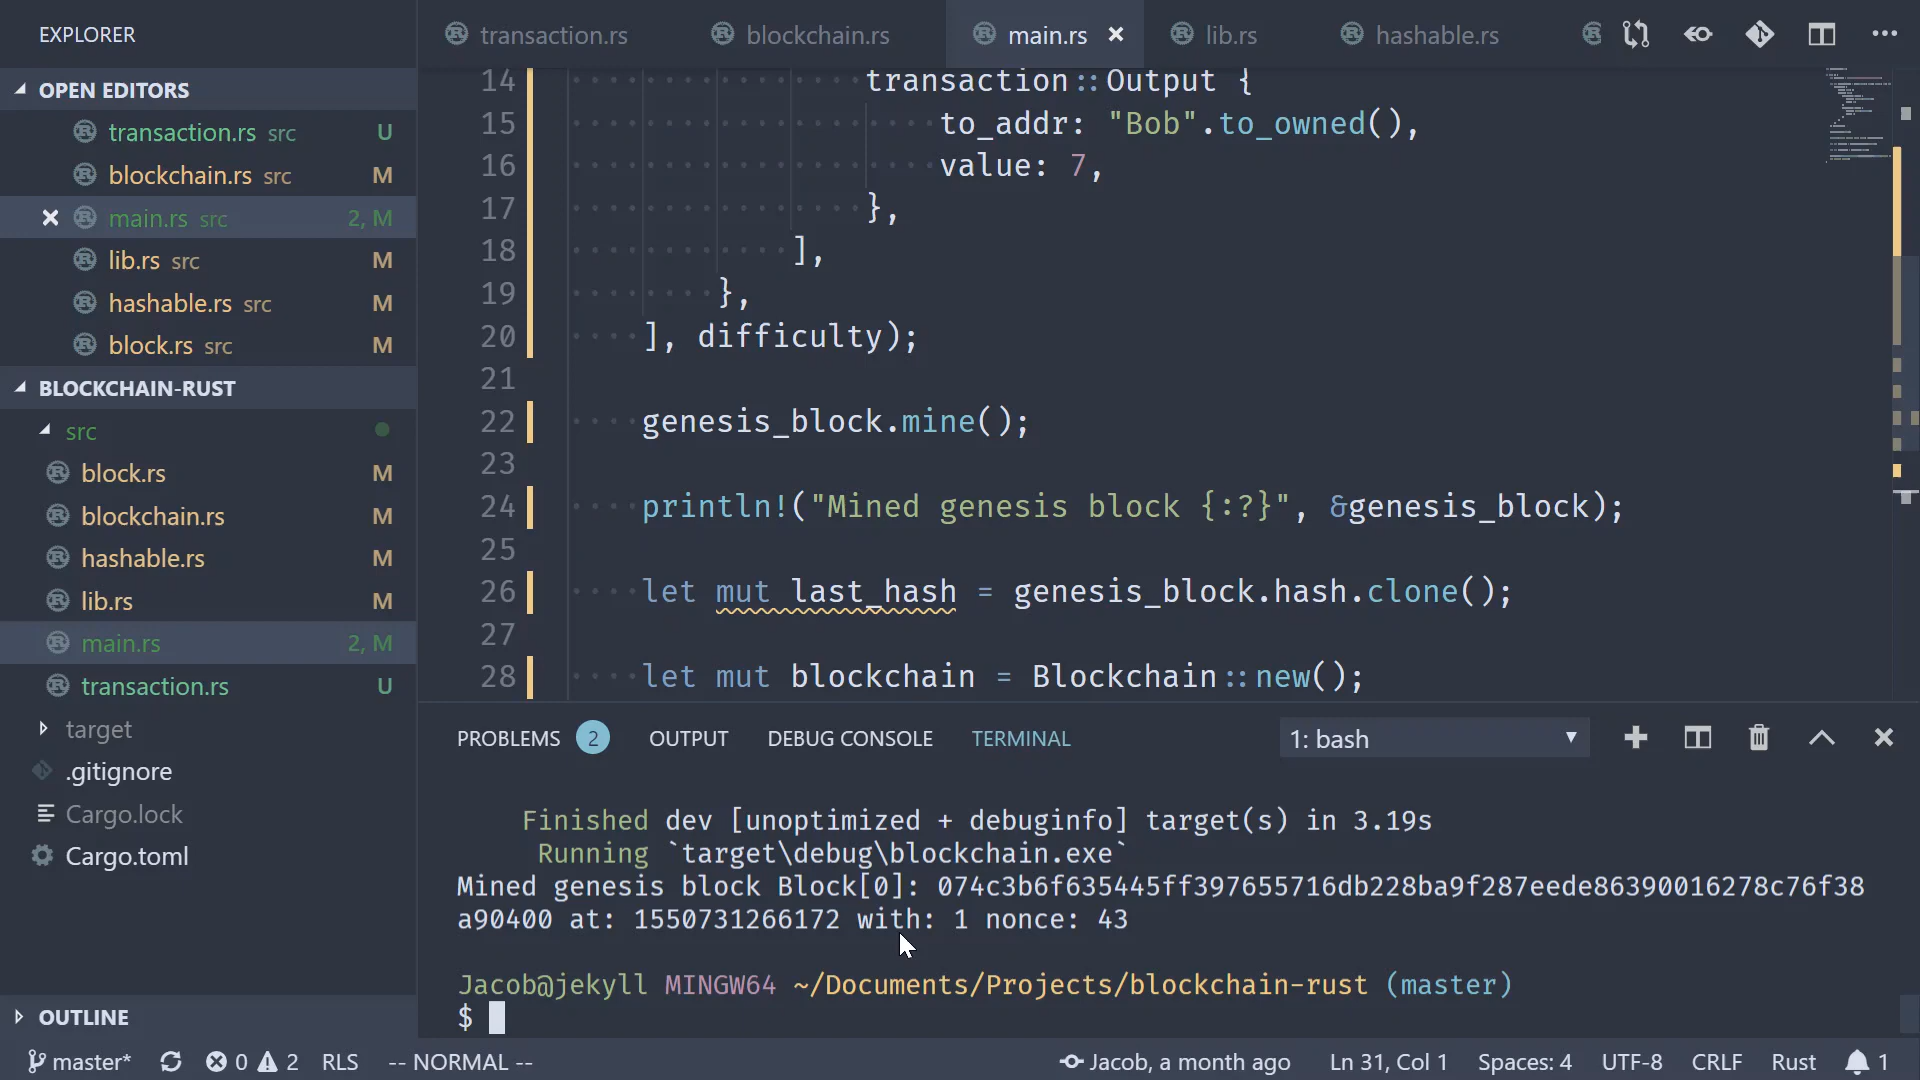 EXPLORER
OPEN EDITORS
transaction.rs src U
blockchain.rs src M
main.rs src 2, M
lib.rs src M
hashable.rs src M
block.rs src M
BLOCKCHAIN-RUST
src
block.rs M
blockchain.rs M
hashable.rs M
lib.rs M
main.rs 2, M
transaction.rs U
target
.gitignore
Cargo.lock
Cargo.toml
OUTLINE
transaction.rs blockchain.rs main.rs lib.rs hashable.rs
14 transaction::Output {
15 to_addr: "Bob".to_owned(),
16 value: 7,
17 },
18 ],
19 },
20 ], difficulty);
21
22 genesis_block.mine();
23
24 println!("Mined genesis block {:?}", &genesis_block);
25
26 let mut last_hash = genesis_block.hash.clone();
27
28 let mut blockchain = Blockchain::new();
PROBLEMS 2 OUTPUT DEBUG CONSOLE TERMINAL 1: bash
Finished dev [unoptimized + debuginfo] target(s) in 3.19s
Running `target\debug\blockchain.exe`
Mined genesis block Block[0]: 074c3b6f635445ff397655716db228ba9f287eede86390016278c76f38
a90400 at: 1550731266172 with: 1 nonce: 43
Jacob@jekyll MINGW64 ~/Documents/Projects/blockchain-rust (master)
$
master* 0 2 RLS -- NORMAL -- Jacob, a month ago Ln 31, Col 1 Spaces: 4 UTF-8 CRLF Rust 1